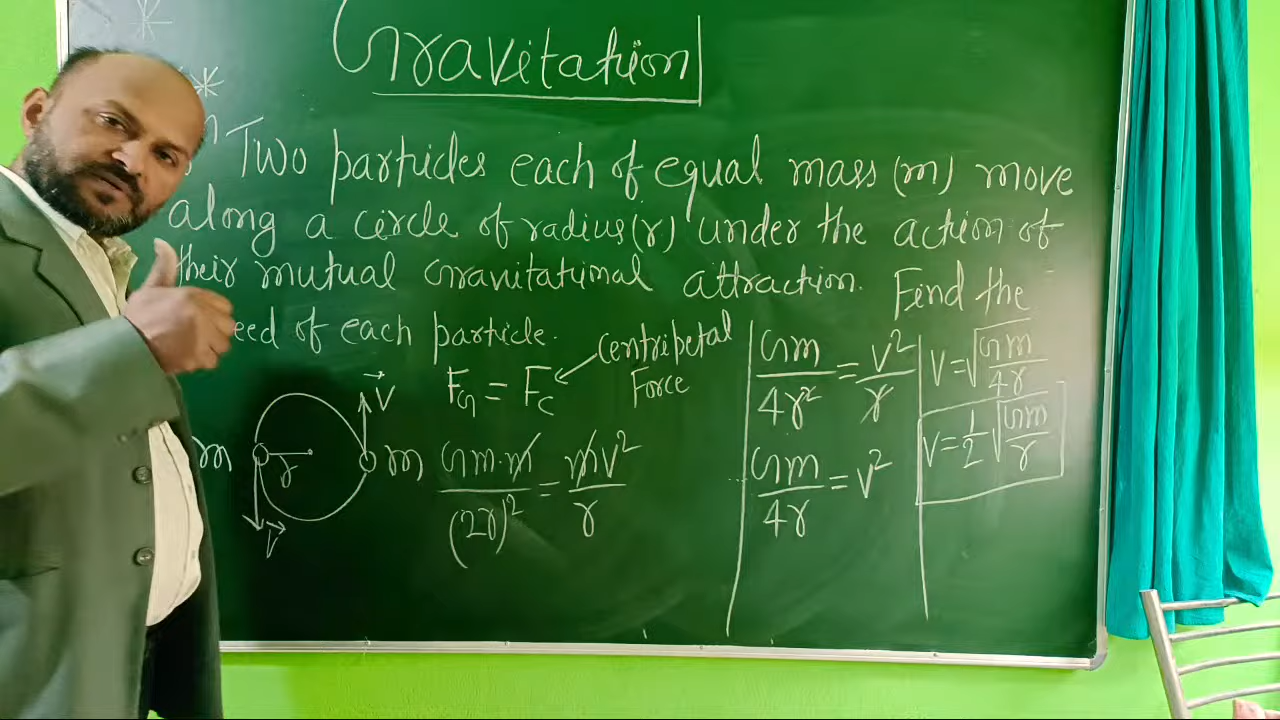 Gravitation
Two particles each of equal mass (m) move
along a circle of radius (r) under the action of
their mutual Gravitational attraction. Find the
of each particle.
F_G = F_C ← centripetal Force
m r m
v⃗
v⃗
Gm·m/(2r)² = mv²/r
Gm/4r² = v²/r
Gm/4r = v²
v = √(Gm/4r)
v = 1/2 √(Gm/r)